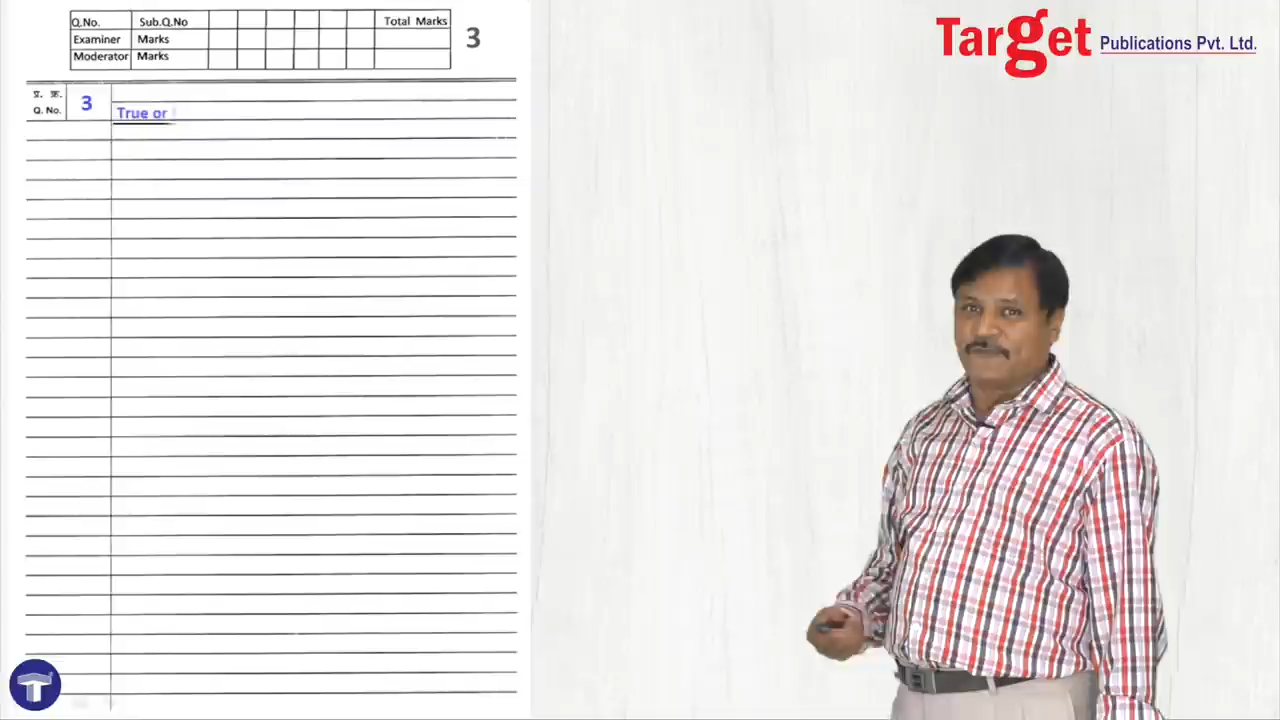 Q.No. Sub.Q.No Total Marks
Examiner Marks
Moderator Marks
3
Target Publications Pvt. Ltd.
प्र. क्र.
Q. No. 3
True or